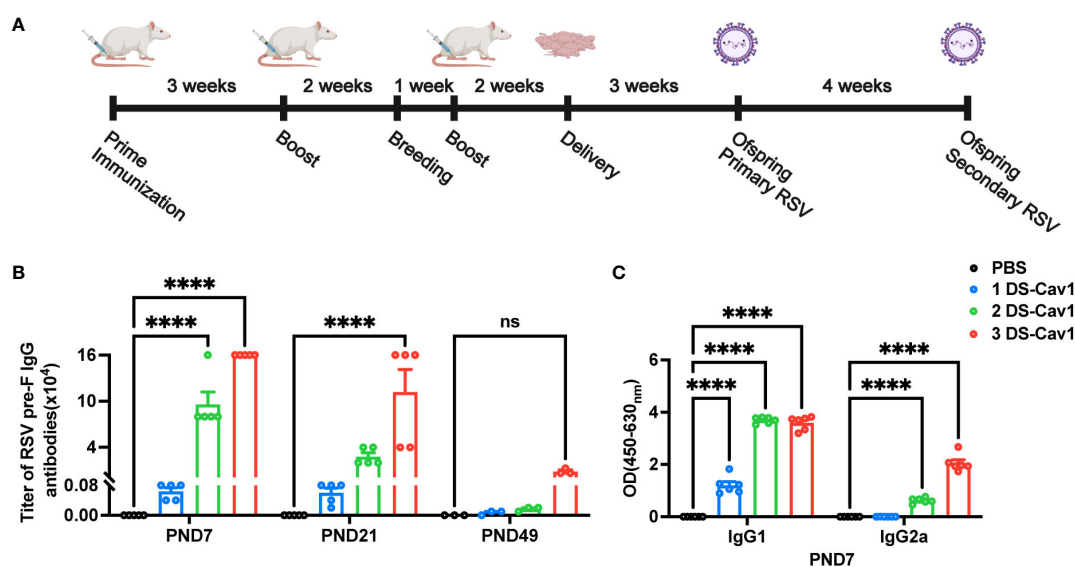 A
3 weeks
2 weeks
1 week
2 weeks
3 weeks
4 weeks
Prime
Immunization
Boost
Breeding
Boost
Delivery
Ofspring
Primary RSV
Ofspring
Secondary RSV
B
Titer of RSV pre-F IgG
antibodies(x10⁴)
16
10
4
0.08
0.00
****
****
****
ns
PND7
PND21
PND49
C
PBS
1 DS-Cav1
2 DS-Cav1
3 DS-Cav1
OD(450-630nm)
6
4
2
0
****
****
****
****
****
IgG1
IgG2a
PND7